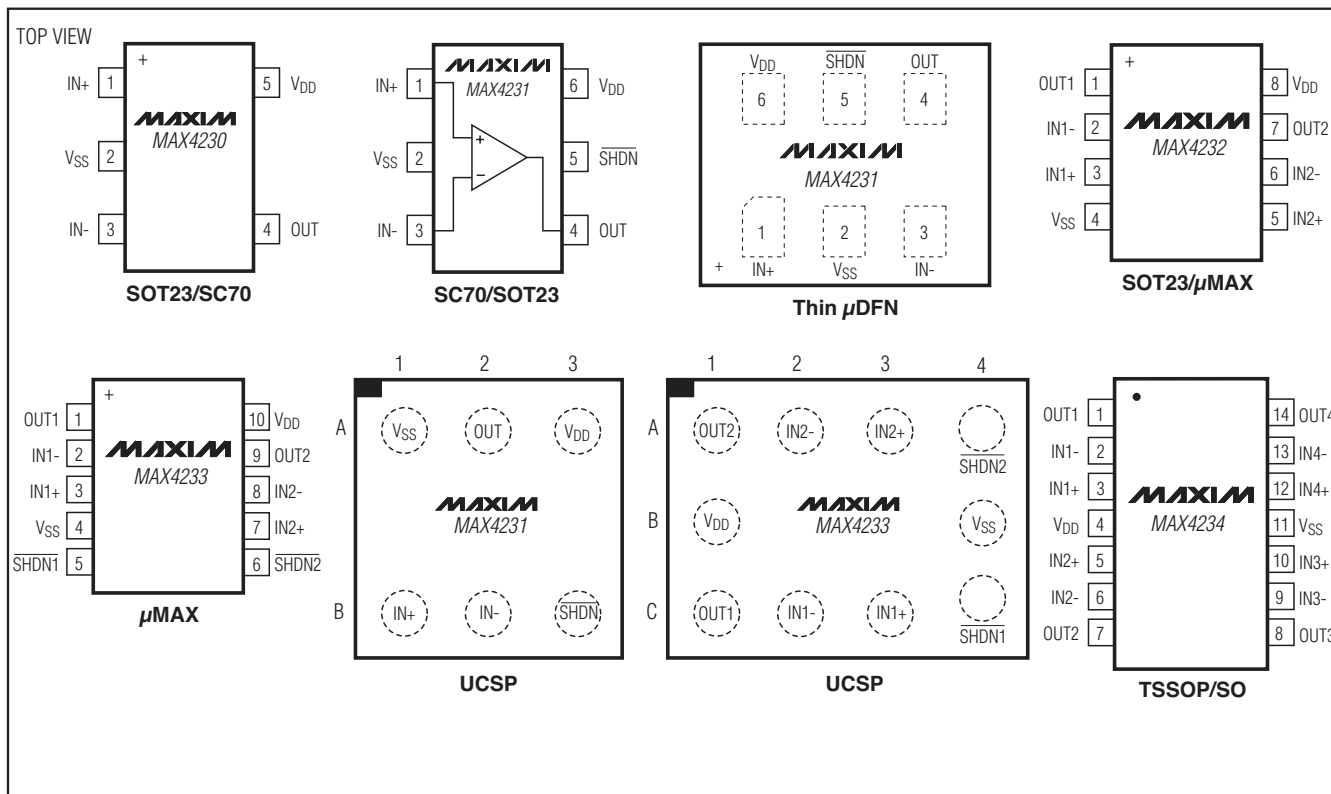 TOP VIEW
+
IN+ 1
VSS 2
IN- 3
5 VDD
4 OUT
MAXIM
MAX4230
SOT23/SC70
MAXIM
MAX4231
IN+ 1
VSS 2
IN- 3
6 VDD
5 SHDN
4 OUT
+
−
SC70/SOT23
VDD SHDN OUT
6 5 4
MAXIM
MAX4231
1 2 3
+ IN+ VSS IN-
Thin µDFN
+
OUT1 1
IN1- 2
IN1+ 3
VSS 4
8 VDD
7 OUT2
6 IN2-
5 IN2+
MAXIM
MAX4232
SOT23/µMAX
+
OUT1 1
IN1- 2
IN1+ 3
VSS 4
SHDN1 5
10 VDD
9 OUT2
8 IN2-
7 IN2+
6 SHDN2
MAXIM
MAX4233
µMAX
1 2 3
A VSS OUT VDD
MAXIM
MAX4231
B IN+ IN- SHDN
UCSP
1 2 3 4
A OUT2 IN2- IN2+ SHDN2
MAXIM
B VDD MAX4233 VSS
C OUT1 IN1- IN1+ SHDN1
UCSP
OUT1 1
IN1- 2
IN1+ 3
VDD 4
IN2+ 5
IN2- 6
OUT2 7
14 OUT4
13 IN4-
12 IN4+
11 VSS
10 IN3+
9 IN3-
8 OUT3
MAXIM
MAX4234
TSSOP/SO